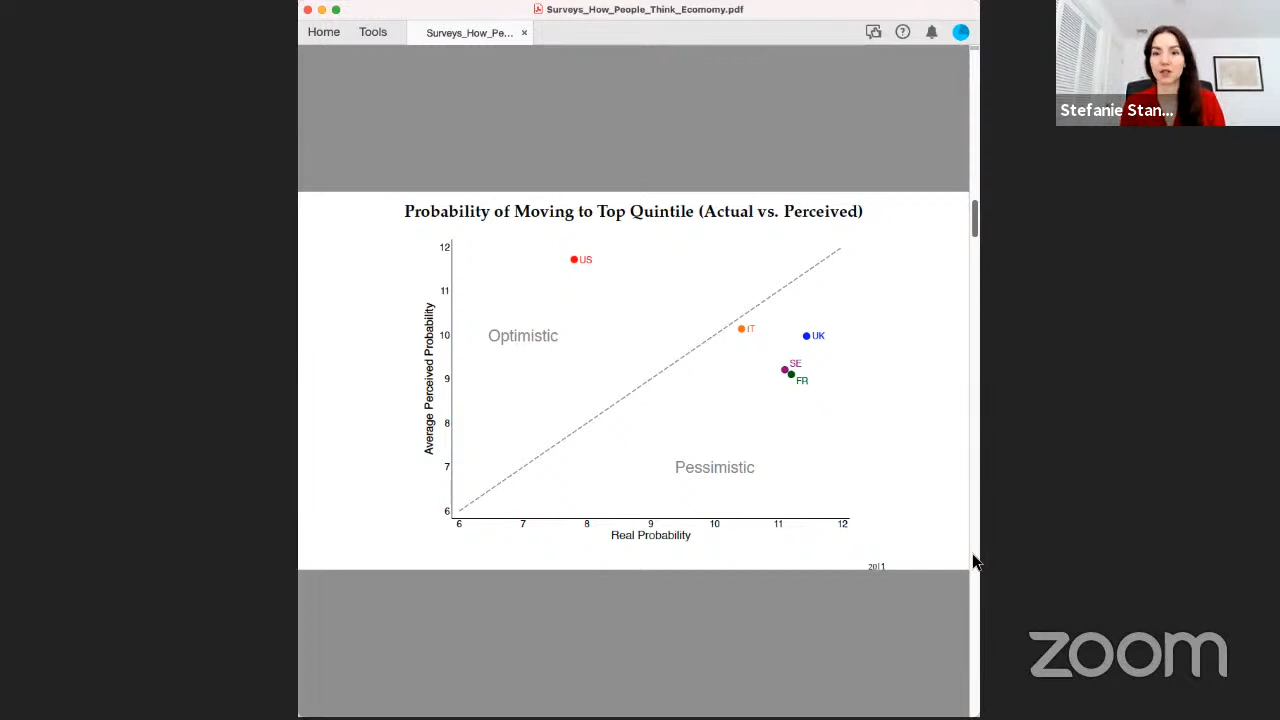 Surveys_How_People_Think_Ecomomy.pdf
Home Tools Surveys_How_Pe... ×
Stefanie Stan...
Probability of Moving to Top Quintile (Actual vs. Perceived)
Average Perceived Probability
12
11
10
9
8
7
6
US
Optimistic
IT
UK
SE
FR
Pessimistic
6 7 8 9 10 11 12
Real Probability
20 | 1
zoom